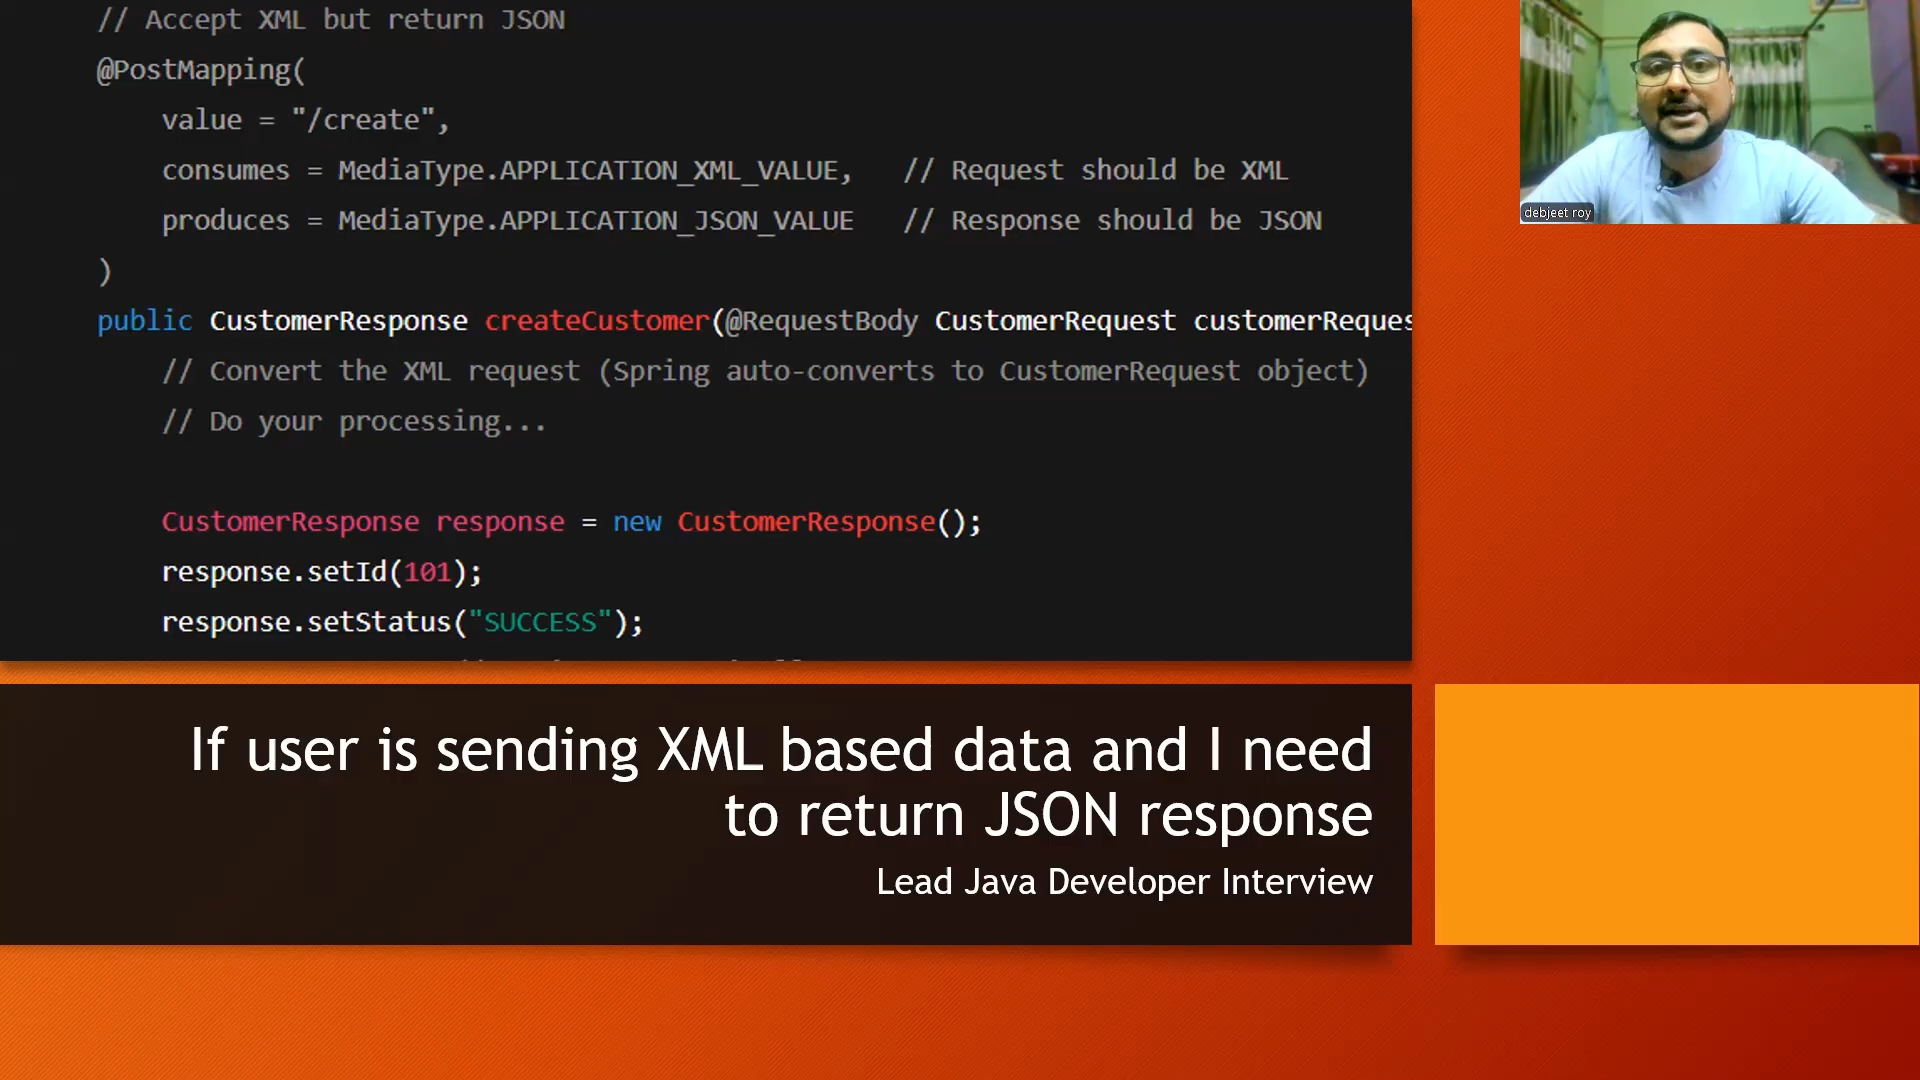 // Accept XML but return JSON
@PostMapping(
value = "/create",
consumes = MediaType.APPLICATION_XML_VALUE, // Request should be XML
produces = MediaType.APPLICATION_JSON_VALUE // Response should be JSON
)
public CustomerResponse createCustomer(@RequestBody CustomerRequest customerReques
// Convert the XML request (Spring auto-converts to CustomerRequest object)
// Do your processing...
CustomerResponse response = new CustomerResponse();
response.setId(101);
response.setStatus("SUCCESS");
debjeet roy
If user is sending XML based data and I need
to return JSON response
Lead Java Developer Interview